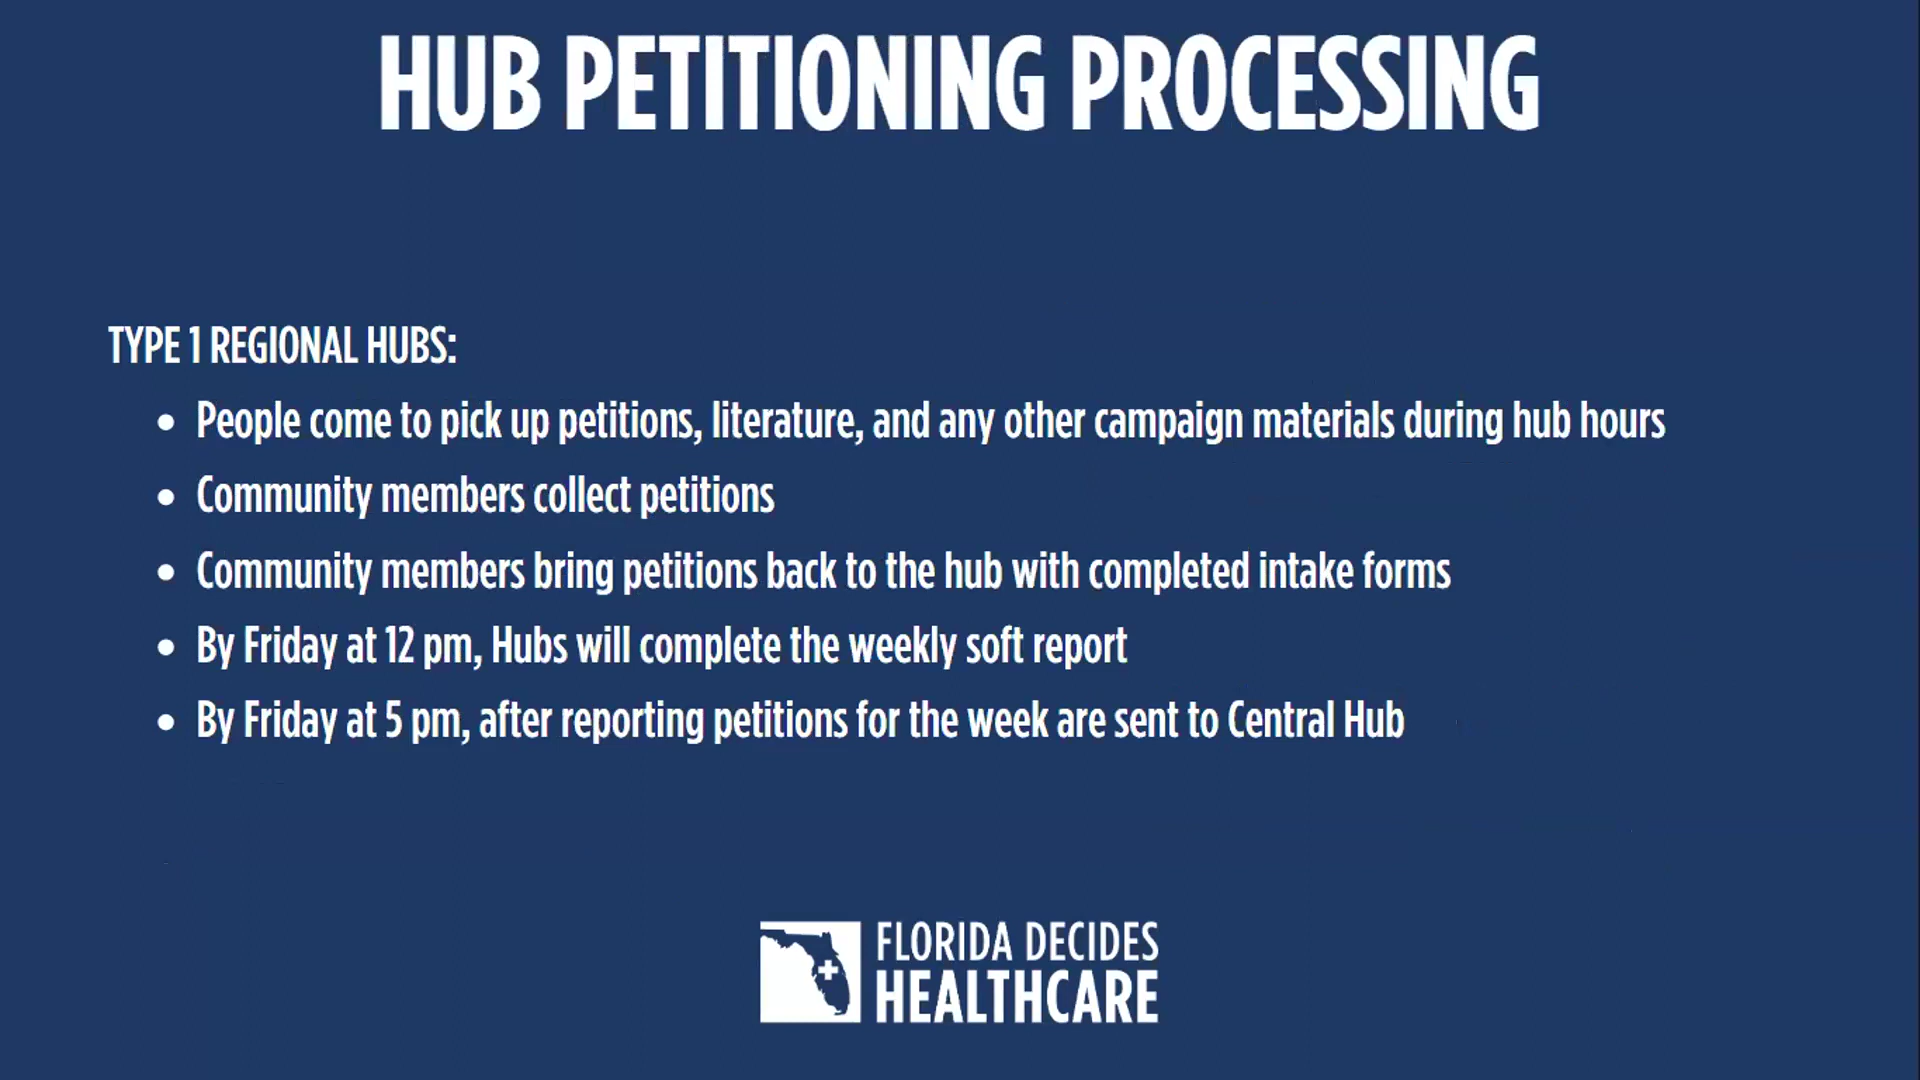 HUB PETITIONING PROCESSING
TYPE 1 REGIONAL HUBS:
• People come to pick up petitions, literature, and any other campaign materials during hub hours
• Community members collect petitions
• Community members bring petitions back to the hub with completed intake forms
• By Friday at 12 pm, Hubs will complete the weekly soft report
• By Friday at 5 pm, after reporting petitions for the week are sent to Central Hub
FLORIDA DECIDES
HEALTHCARE